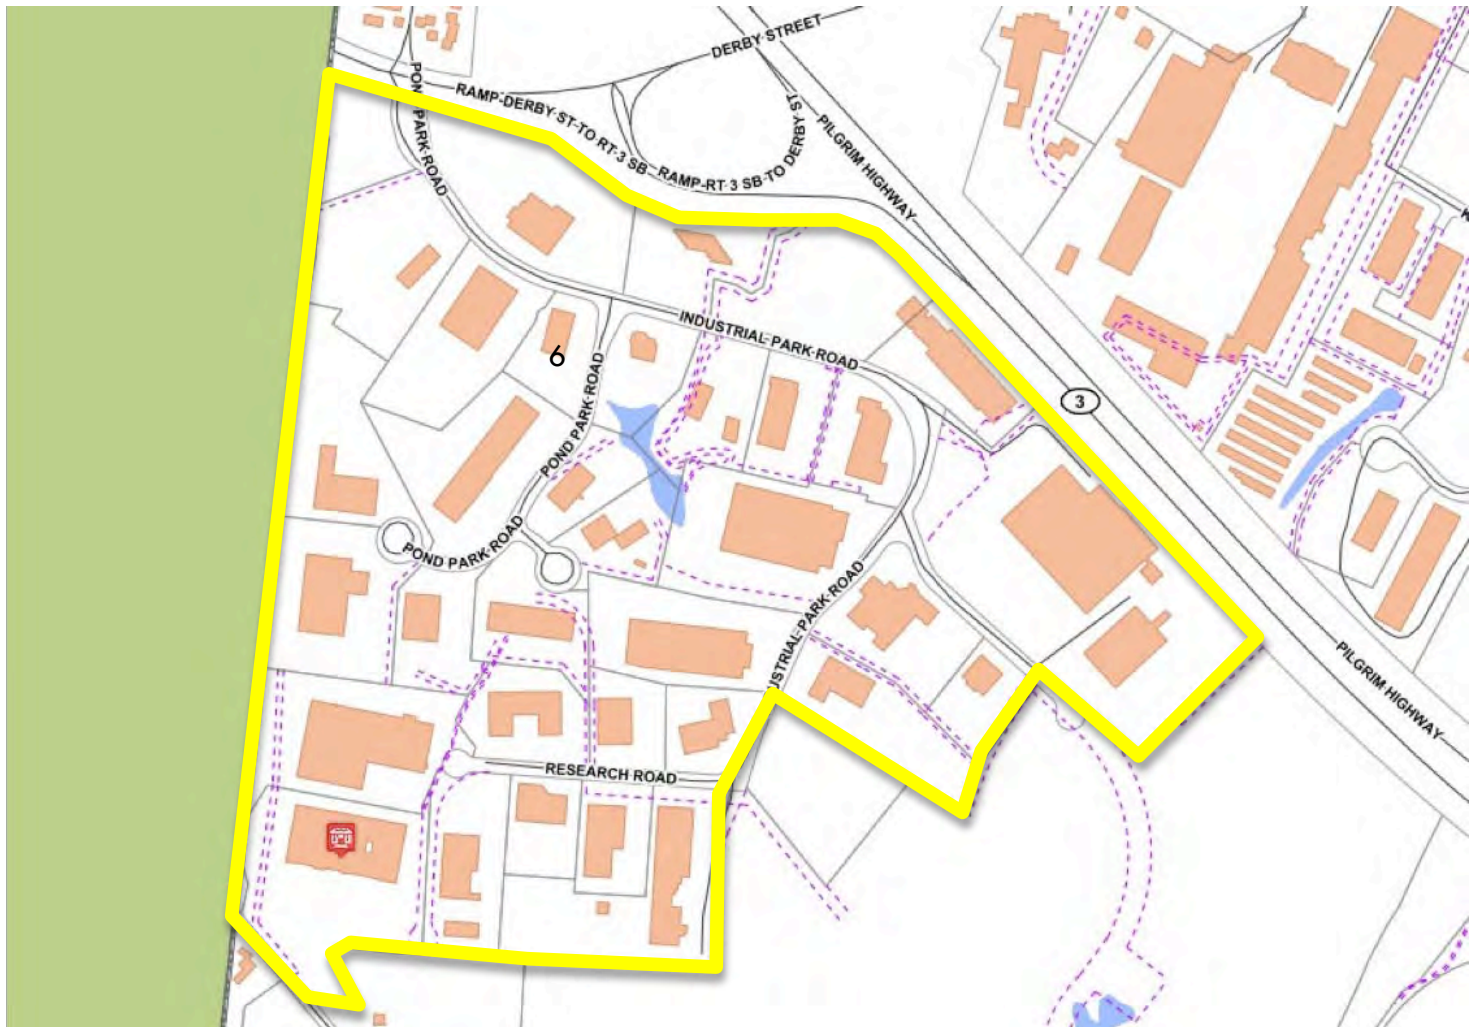 DERBY STREET
POND PARK ROAD
RAMP-DERBY ST TO RT 3 SB
RAMP-RT 3 SB TO DERBY ST
PILGRIM HIGHWAY
INDUSTRIAL PARK ROAD
6
POND PARK ROAD
3
POND PARK ROAD
USTRIAL PARK ROAD
PILGRIM HIGHWAY
RESEARCH ROAD